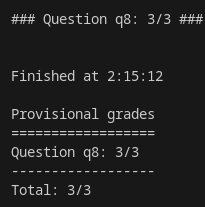 ### Question q8: 3/3 ###
Finished at 2:15:12
Provisional grades
==================
Question q8: 3/3
------------------
Total: 3/3